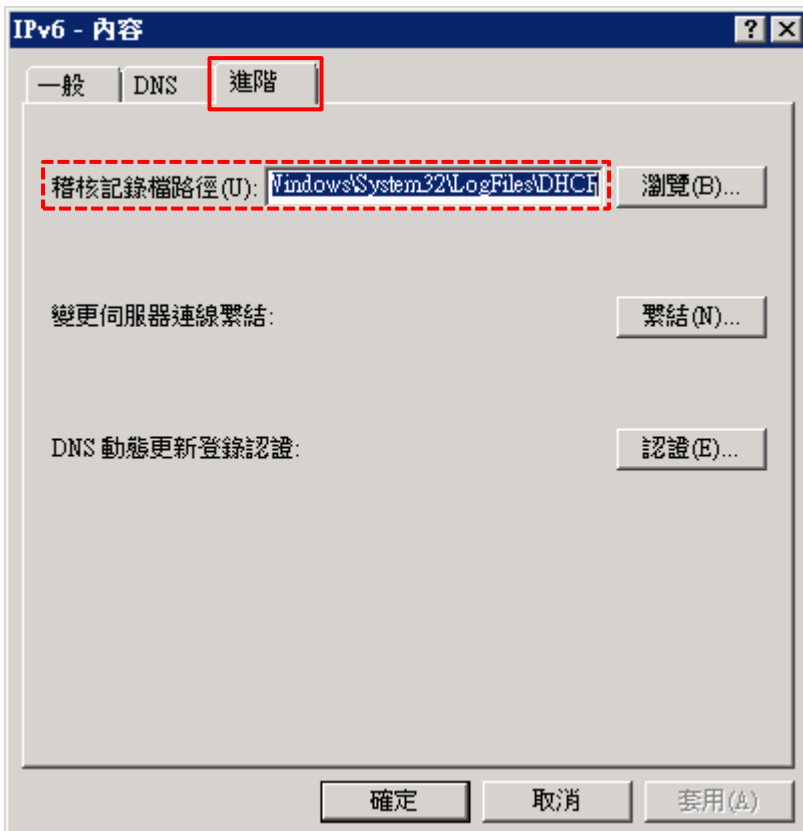 IPv6 - 內容
一般 DNS 進階
稽核記錄檔路徑(U): Windows\System32\LogFiles\DHCP 瀏覽(B)...
變更伺服器連線繫結: 繫結(N)...
DNS 動態更新登錄認證: 認證(E)...
確定 取消 套用(A)